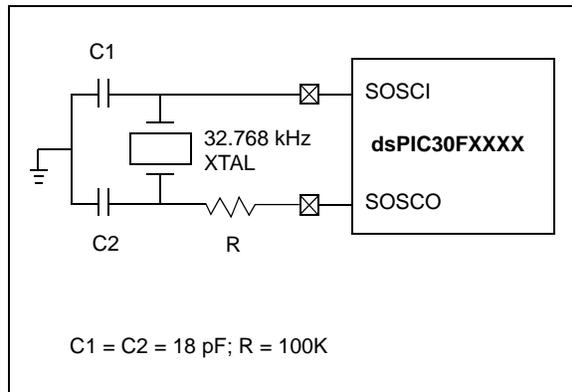 C1
SOSCI
32.768 kHz
XTAL
dsPIC30FXXXX
SOSCO
C2
R
C1 = C2 = 18 pF; R = 100K